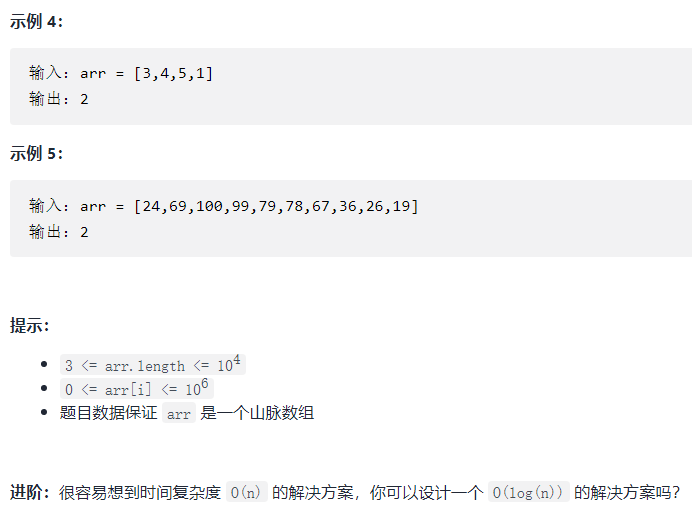 示例 4：
输入：arr = [3,4,5,1]
输出：2
示例 5：
输入：arr = [24,69,100,99,79,78,67,36,26,19]
输出：2
提示：
3 <= arr.length <= 10⁴
0 <= arr[i] <= 10⁶
题目数据保证 arr 是一个山脉数组
进阶：很容易想到时间复杂度 O(n) 的解决方案，你可以设计一个 O(log(n)) 的解决方案吗？